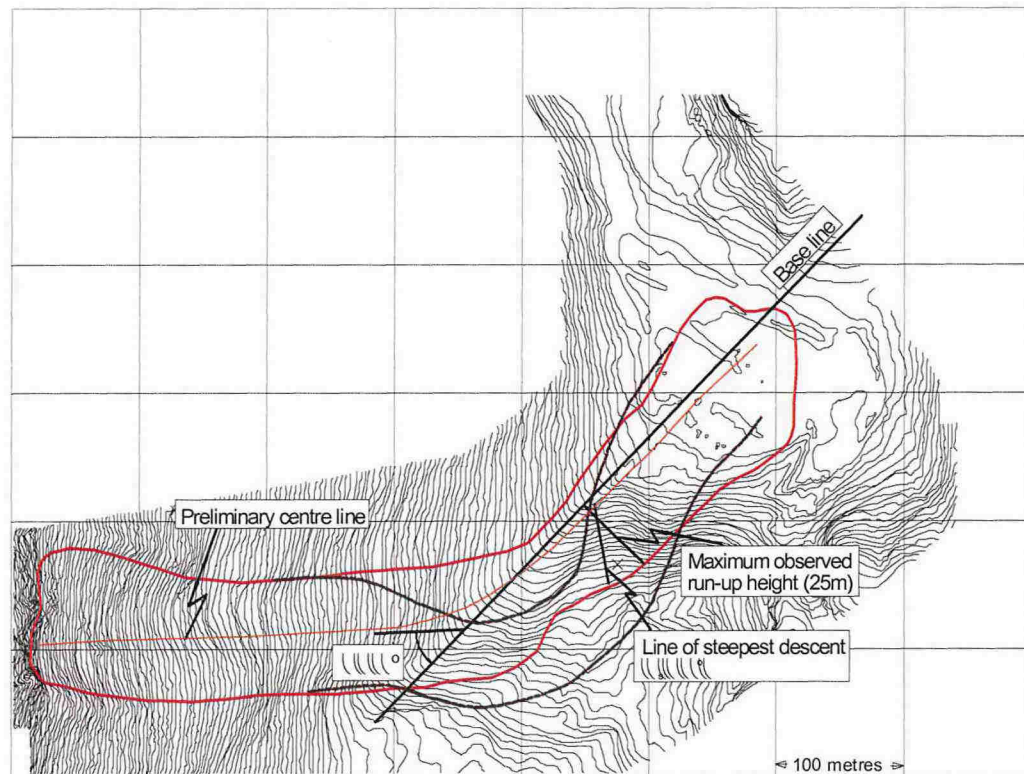 Base line
Preliminary centre line
Maximum observed
run-up height (25m)
Line of steepest descent
100 metres